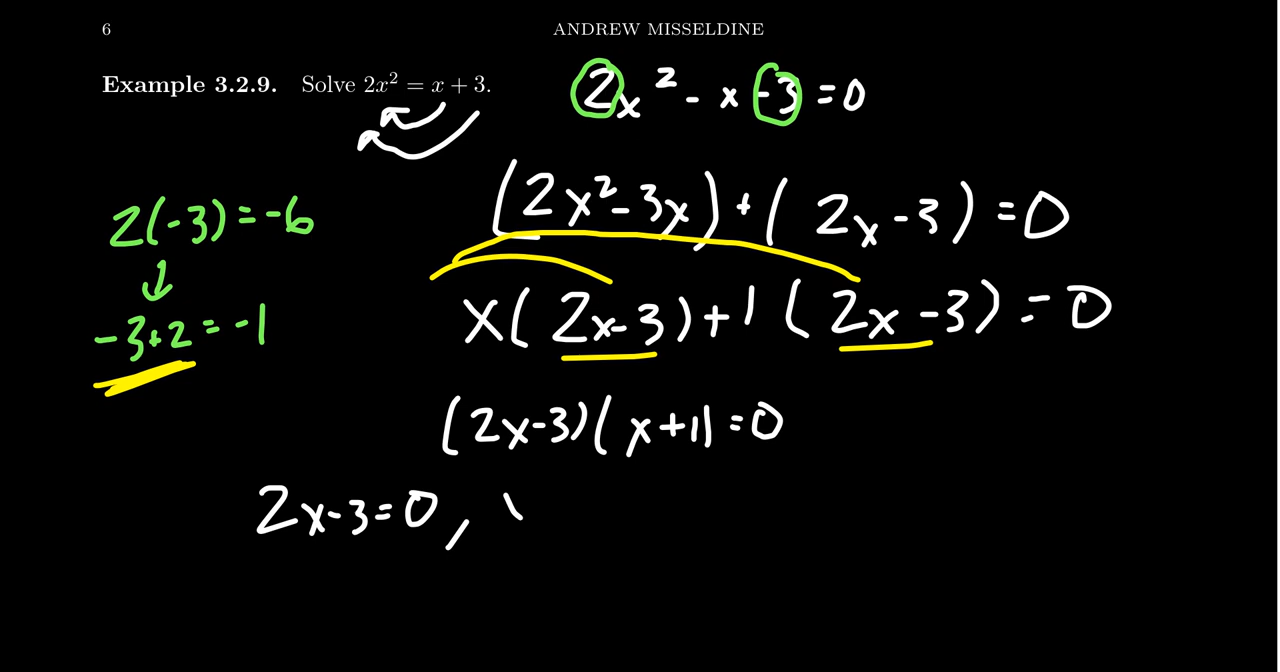 6 ANDREW MISSELDINE
Example 3.2.9. Solve 2x² = x + 3.
2x² - x - 3 = 0
(2x² - 3x) + (2x - 3) = 0
2(-3) = -6
x(2x - 3) + 1(2x - 3) = 0
-3 + 2 = -1
(2x - 3)(x + 1) = 0
2x - 3 = 0,